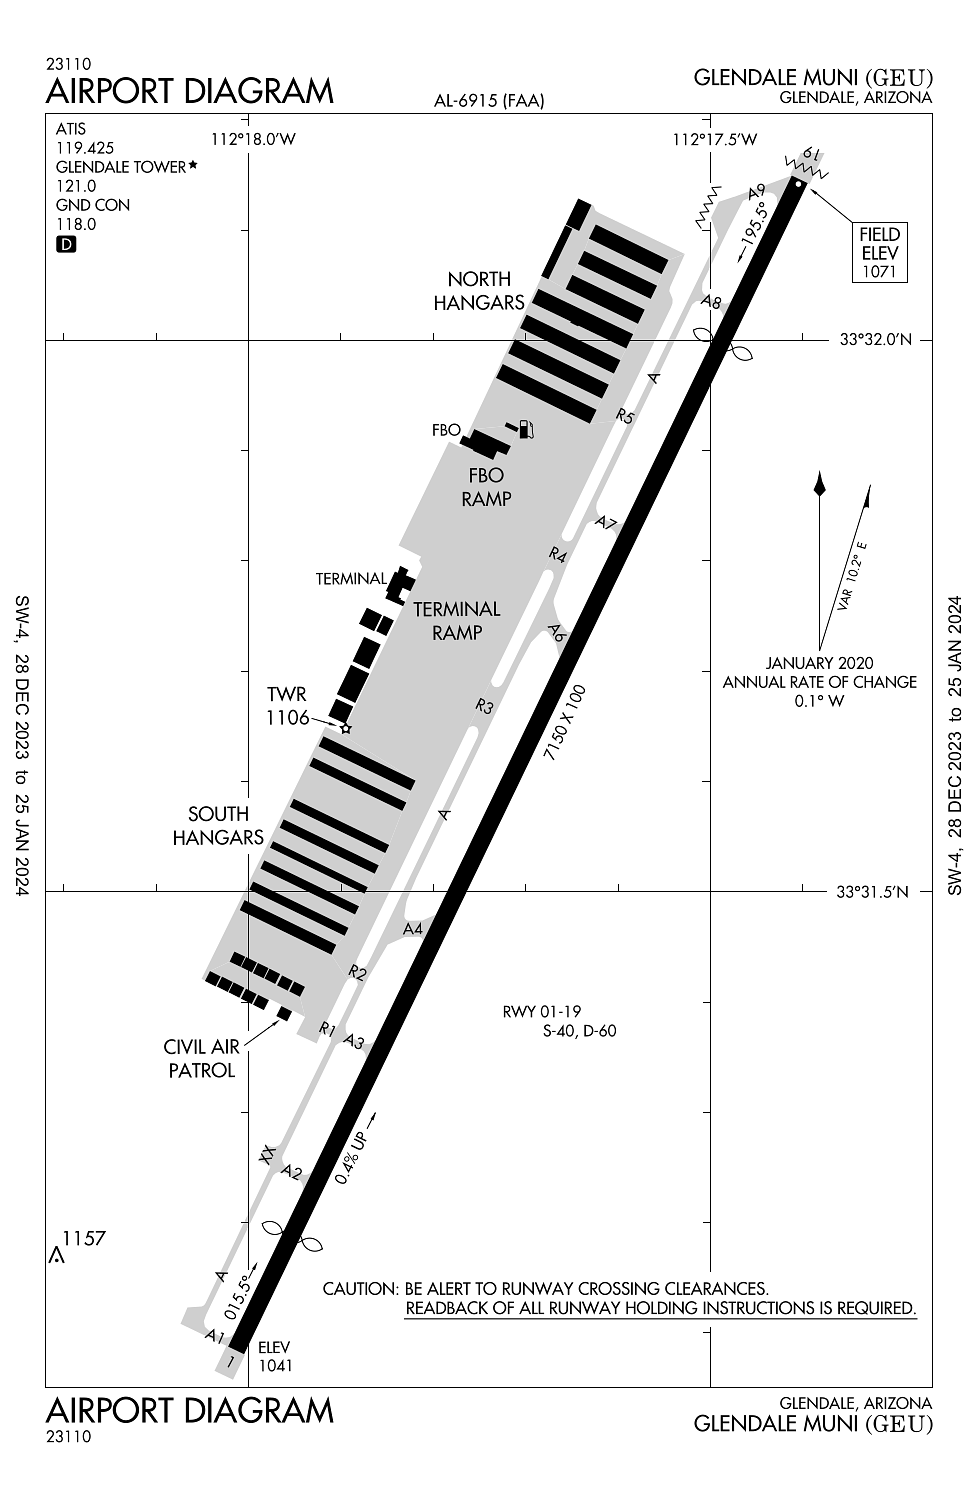 23110
AIRPORT DIAGRAM
AL-6915 (FAA)
GLENDALE MUNI (GEU)
GLENDALE, ARIZONA
ATIS
119.425
GLENDALE TOWER★
121.0
GND CON
118.0
D
112°18.0'W
112°17.5'W
19
A9
195.5°
FIELD
ELEV
1071
NORTH
HANGARS
A8
33°32.0'N
A
R5
FBO
FBO
RAMP
A7
R4
VAR 10.2° E
TERMINAL
TERMINAL
RAMP
A6
JANUARY 2020
ANNUAL RATE OF CHANGE
0.1° W
TWR
1106
R3
7150 X 100
SOUTH
HANGARS
A
33°31.5'N
A4
R2
RWY 01-19
S-40, D-60
R1
A3
CIVIL AIR
PATROL
0.4% UP
XX
A2
1157
A
015.5°
CAUTION: BE ALERT TO RUNWAY CROSSING CLEARANCES.
READBACK OF ALL RUNWAY HOLDING INSTRUCTIONS IS REQUIRED.
A1
1
ELEV
1041
SW-4, 28 DEC 2023 to 25 JAN 2024
SW-4, 28 DEC 2023 to 25 JAN 2024
AIRPORT DIAGRAM
23110
GLENDALE, ARIZONA
GLENDALE MUNI (GEU)